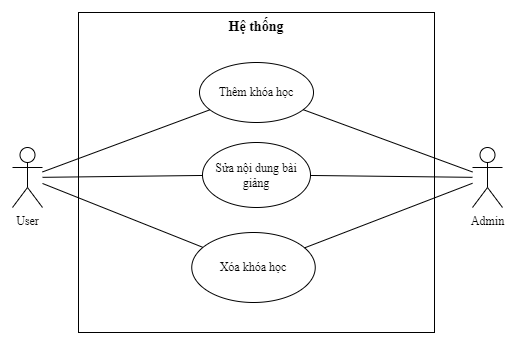 Hệ thống
Thêm khóa học
Sửa nội dung bài
giảng
User
Admin
Xóa khóa học